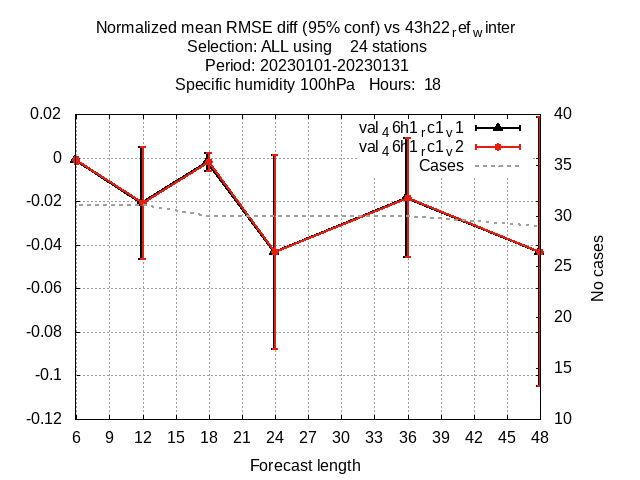 Normalized mean RMSE diff (95% conf) vs 43h22ᵣefwinter
Selection: ALL using 24 stations
Period: 20230101-20230131
Specific humidity 100hPa Hours: 18
0.02 40
val₄6h1ᵣc1ᵥ1
val₄6h1ᵣc1ᵥ2
0 35
Cases
-0.02 30
-0.04 25
-0.06
-0.08 20
-0.1 15
-0.12 10
No cases
6 9 12 15 18 21 24 27 30 33 36 39 42 45 48
Forecast length